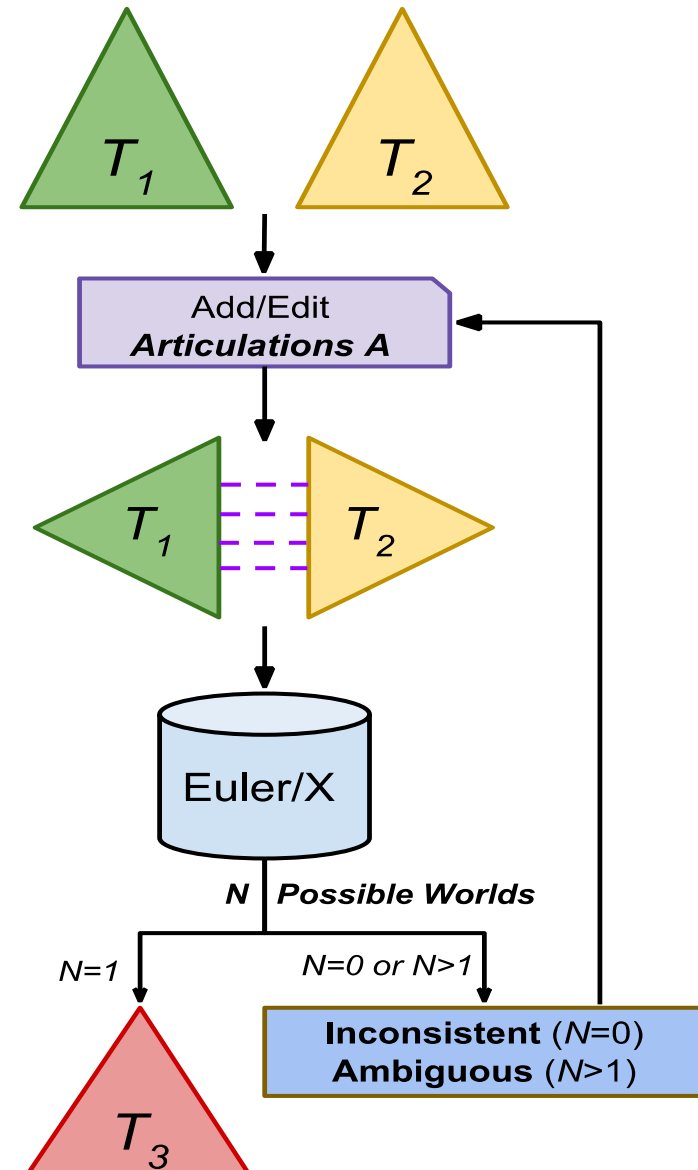 T₁
T₂
Add/Edit
Articulations A
T₁
T₂
Euler/X
N Possible Worlds
N=1
N=0 or N>1
Inconsistent (N=0)
Ambiguous (N>1)
T₃